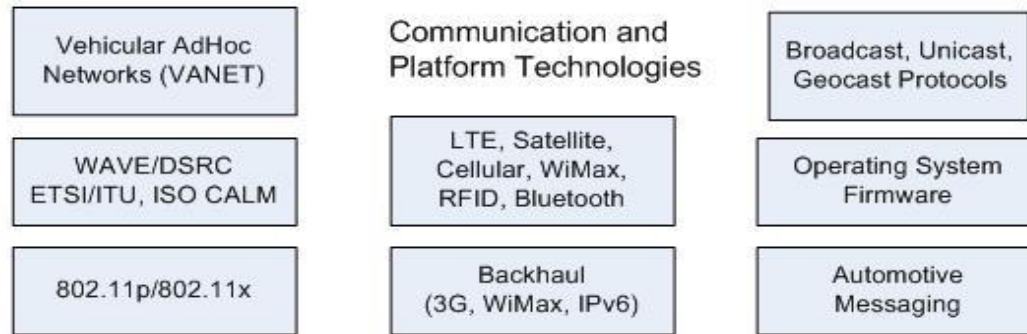 Communication and
Platform Technologies
Vehicular AdHoc
Networks (VANET)
WAVE/DSRC
ETSI/ITU, ISO CALM
802.11p/802.11x
LTE, Satellite,
Cellular, WiMax,
RFID, Bluetooth
Backhaul
(3G, WiMax, IPv6)
Broadcast, Unicast,
Geocast Protocols
Operating System
Firmware
Automotive
Messaging